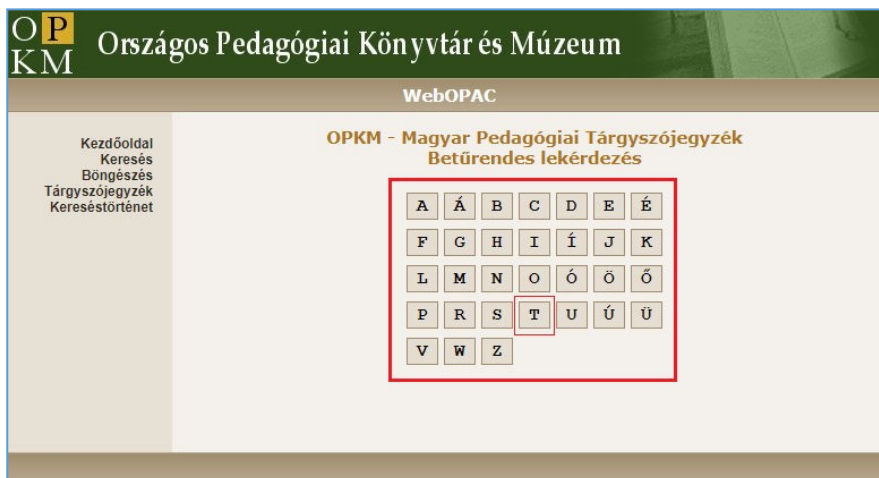 OP
KM
Országos Pedagógiai Könyvtár és Múzeum
WebOPAC
Kezdőoldal
Keresés
Böngészés
Tárgyszójegyzék
Kereséstörténet
OPKM - Magyar Pedagógiai Tárgyszójegyzék
Betűrendes lekérdezés
A Á B C D E É
F G H I Í J K
L M N O Ó Ö Ő
P R S T U Ú Ü
V W Z